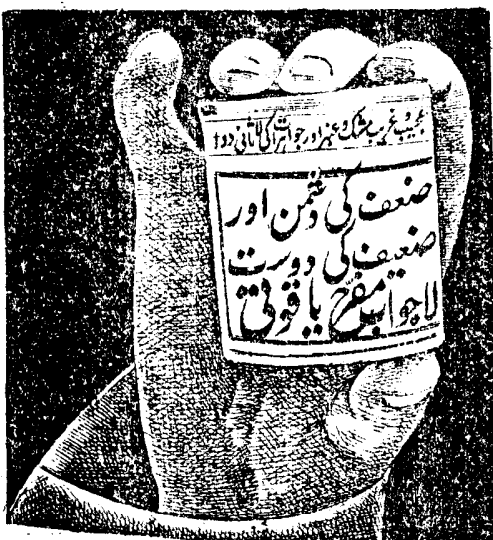 عجیب و غریب مشک و عنبر اور جواہرات کی لاثانی دوا
ضعف کی دشمن اور
ضعیف کی دوست
لاجواب مفرح یاقوتی